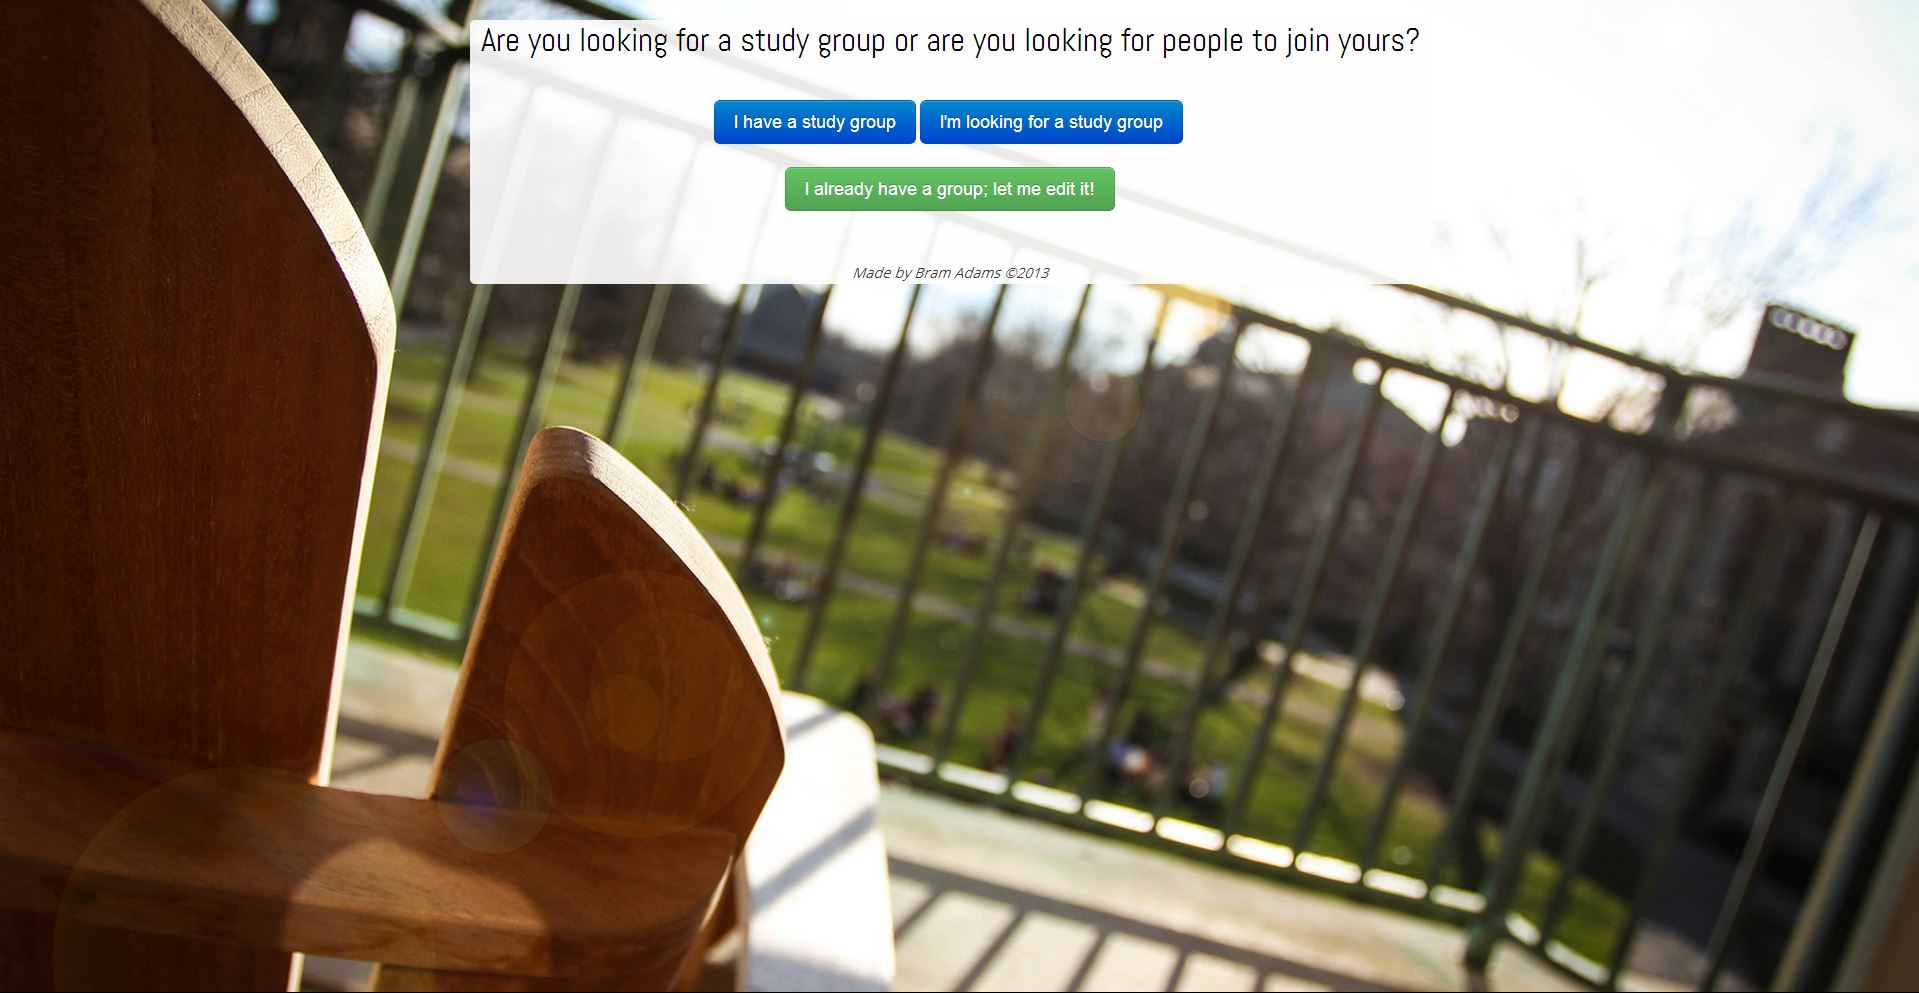 Are you looking for a study group or are you looking for people to join yours?
I have a study group
I'm looking for a study group
I already have a group; let me edit it!
Made by Bram Adams ©2013